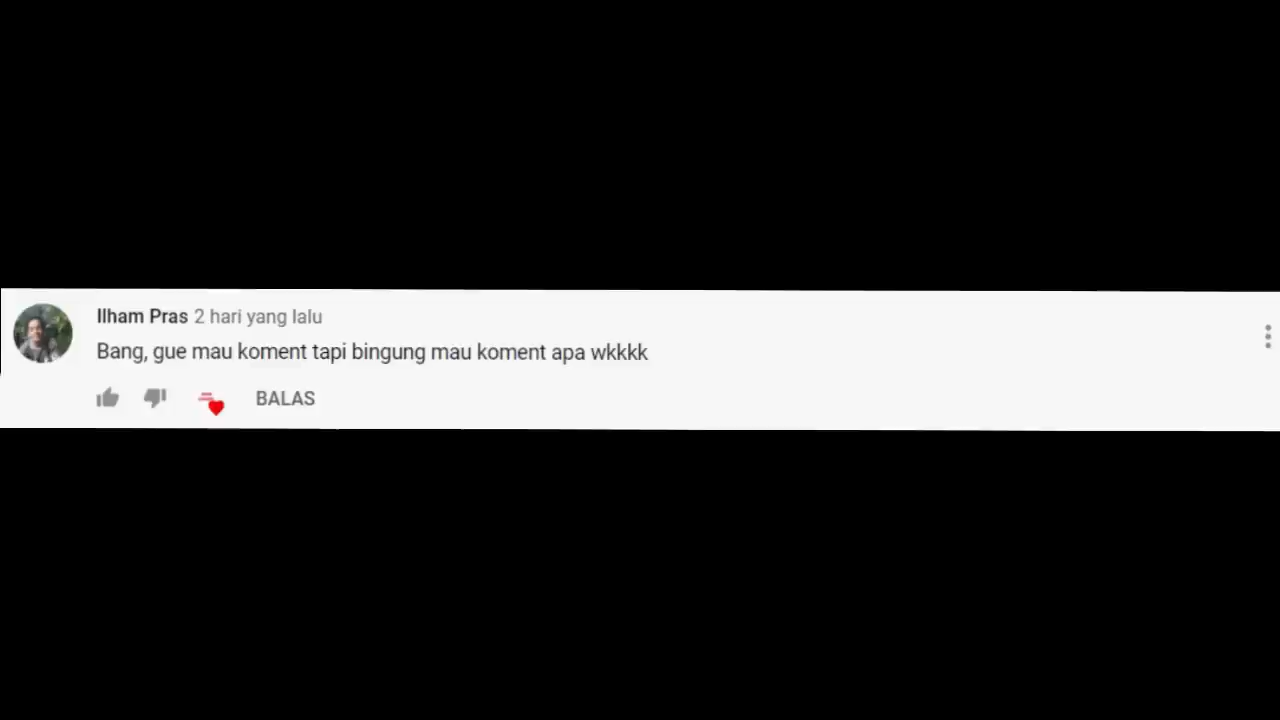 Ilham Pras 2 hari yang lalu
Bang, gue mau koment tapi bingung mau koment apa wkkkk
BALAS